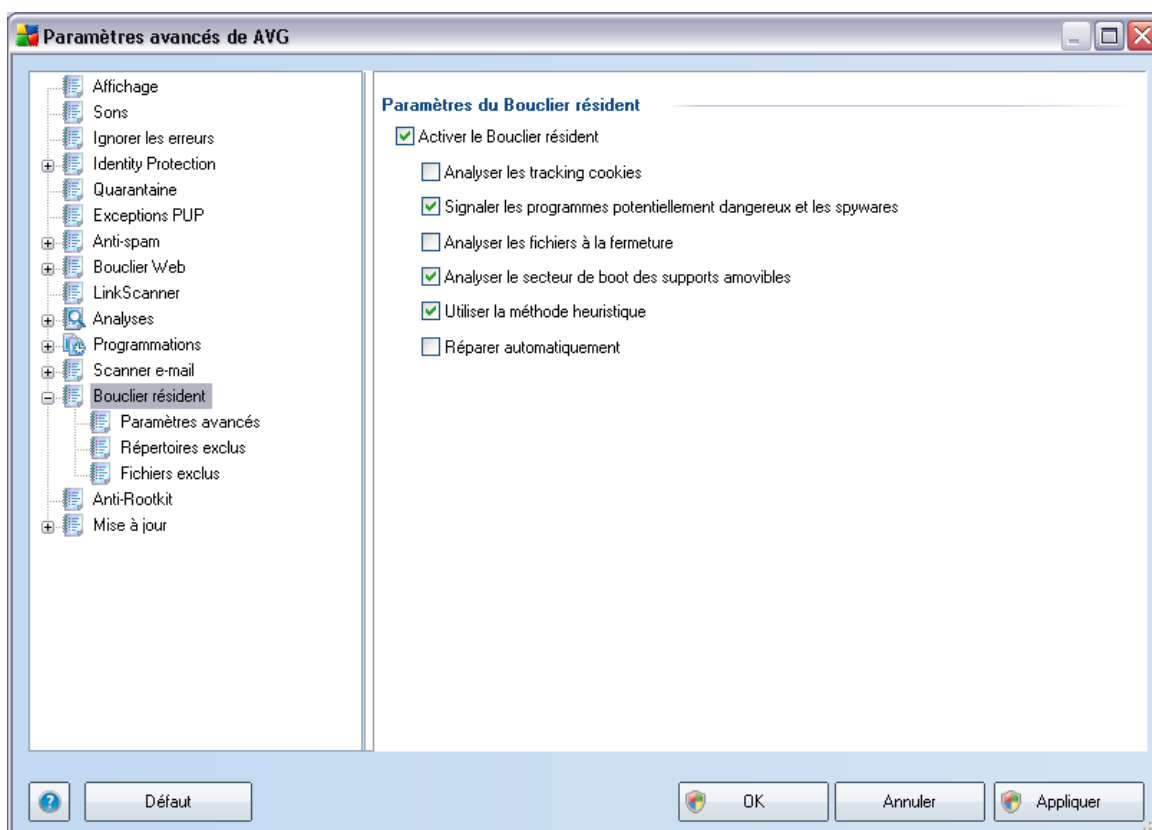 Paramètres avancés de AVG
Affichage
Sons
Ignorer les erreurs
Identity Protection
Quarantaine
Exceptions PUP
Anti-spam
Bouclier Web
LinkScanner
Analyses
Programmations
Scanner e-mail
Bouclier résident
Paramètres avancés
Répertoires exclus
Fichiers exclus
Anti-Rootkit
Mise à jour
Paramètres du Bouclier résident
Activer le Bouclier résident
Analyser les tracking cookies
Signaler les programmes potentiellement dangereux et les spywares
Analyser les fichiers à la fermeture
Analyser le secteur de boot des supports amovibles
Utiliser la méthode heuristique
Réparer automatiquement
? Défaut OK Annuler Appliquer